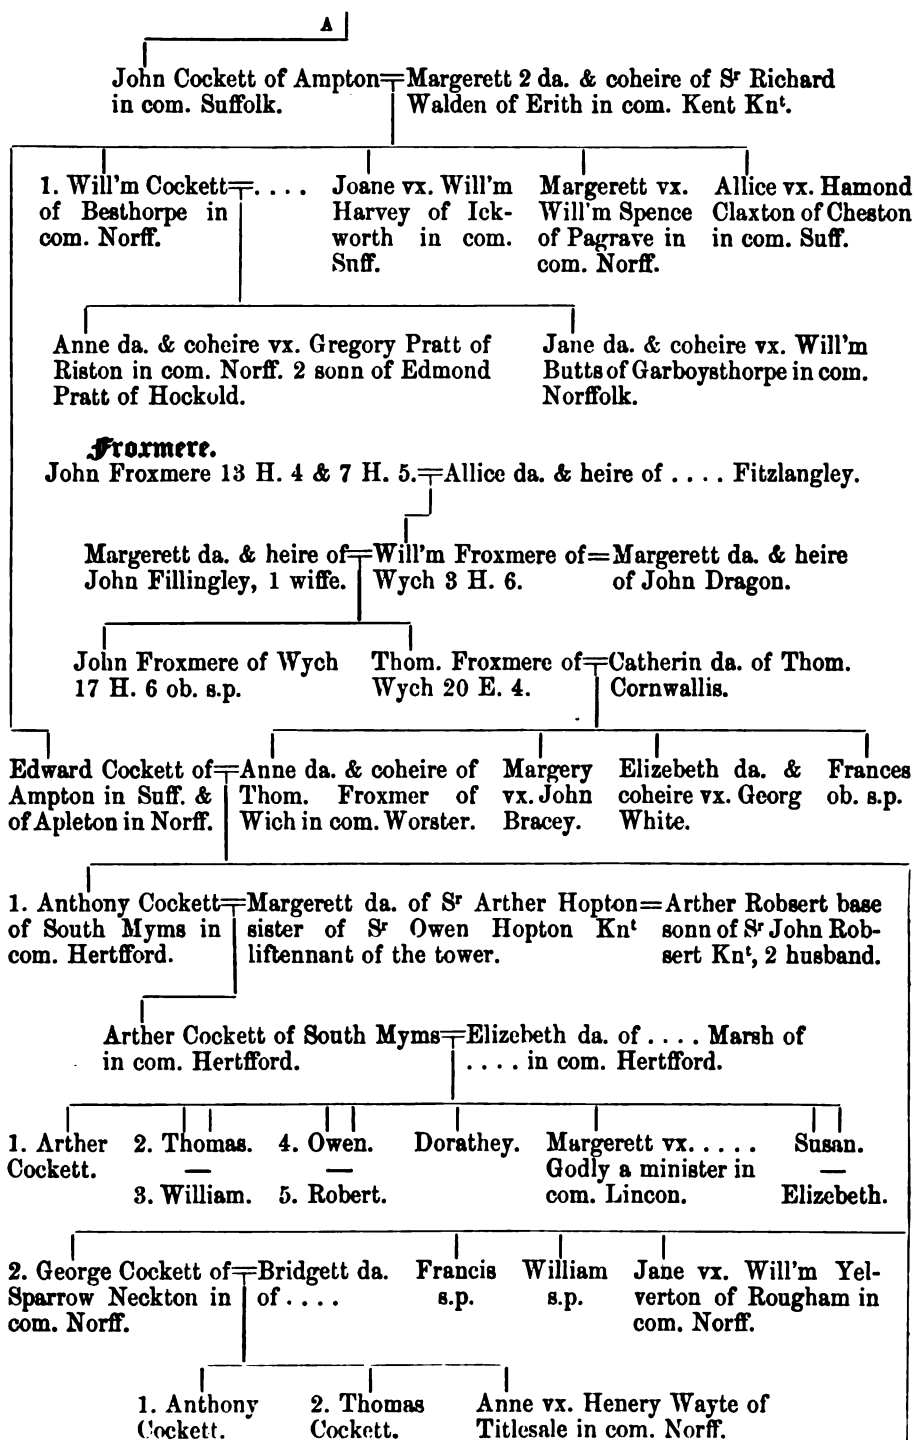 A
John Cockett of Ampton = Margerett 2 da. & coheire of Sr Richard
in com. Suffolk. Walden of Erith in com. Kent Knt.
1. Will'm Cockett = . . . .
of Besthorpe in
com. Norff.
Joane vx. Will'm
Harvey of Ick-
worth in com.
Suff.
Margerett vx.
Will'm Spence
of Pagrave in
com. Norff.
Allice vx. Hamond
Claxton of Cheston
in com. Suff.
Anne da. & coheire vx. Gregory Pratt of
Riston in com. Norff. 2 sonn of Edmond
Pratt of Hockold.
Jane da. & coheire vx. Will'm
Butts of Garboysthorpe in com.
Norffolk.
Froxmere.
John Froxmere 13 H. 4 & 7 H. 5. = Allice da. & heire of . . . . Fitzlangley.
Margerett da. & heire of = Will'm Froxmere of = Margerett da. & heire
John Fillingley, 1 wiffe. Wych 3 H. 6. of John Dragon.
John Froxmere of Wych
17 H. 6 ob. s.p.
Thom. Froxmere of = Catherin da. of Thom.
Wych 20 E. 4. Cornwallis.
Edward Cockett of = Anne da. & coheire of
Ampton in Suff. & Thom. Froxmer of
of Apleton in Norff. Wich in com. Worster.
Margery
vx. John
Bracey.
Elizebeth da. &
coheire vx. Georg
White.
Frances
ob. s.p.
1. Anthony Cockett = Margerett da. of Sr Arther Hopton = Arther Robsert base
of South Myms in sister of Sr Owen Hopton Knt sonn of Sr John Rob-
com. Hertfford. liftennant of the tower. sert Knt, 2 husband.
Arther Cockett of South Myms = Elizebeth da. of . . . . Marsh of
in com. Hertfford. . . . . in com. Hertfford.
1. Arther
Cockett.
2. Thomas.
—
3. William.
4. Owen.
—
5. Robert.
Dorathey.
Margerett vx. . . . .
Godly a minister in
com. Lincon.
Susan.
—
Elizebeth.
2. George Cockett of = Bridgett da.
Sparrow Neckton in of . . . .
com. Norff.
Francis
s.p.
William
s.p.
Jane vx. Will'm Yel-
verton of Rougham in
com. Norff.
1. Anthony
Cockett.
2. Thomas
Cockett.
Anne vx. Henery Wayte of
Titlesale in com. Norff.